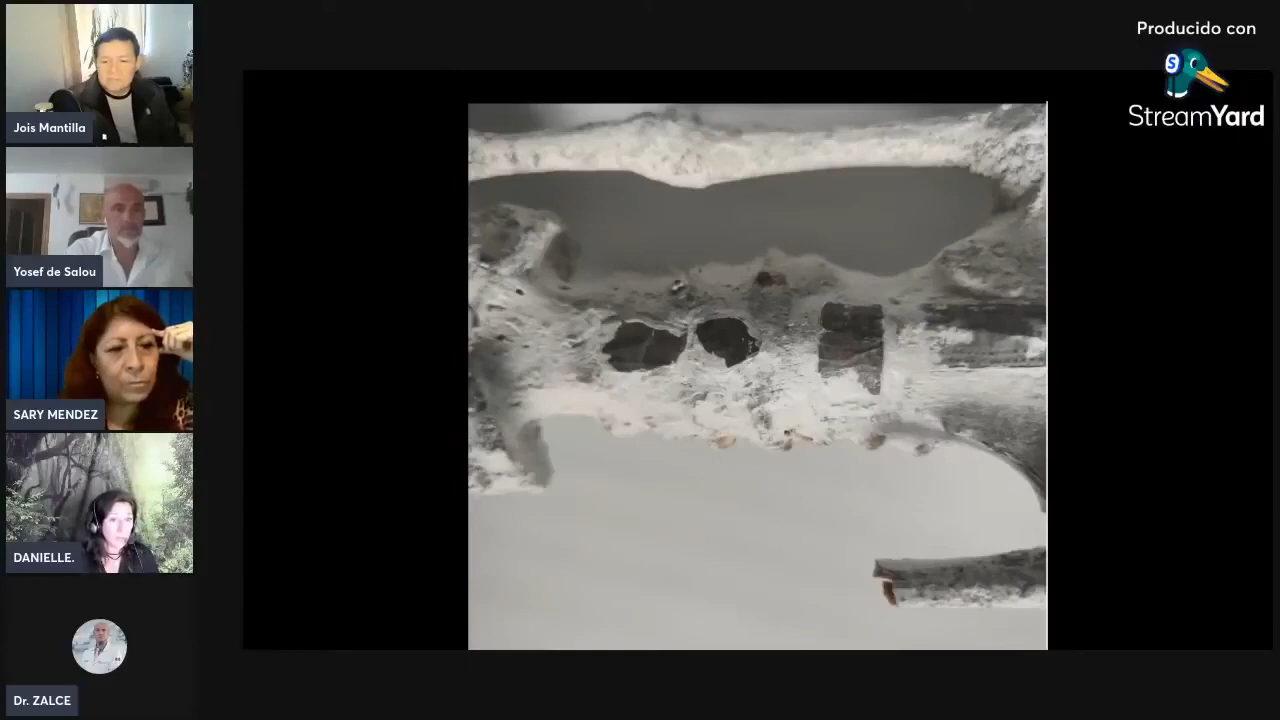 Producido con
StreamYard
Jois Mantilla
Yosef de Salou
SARY MENDEZ
DANIELLE.
Dr. ZALCE